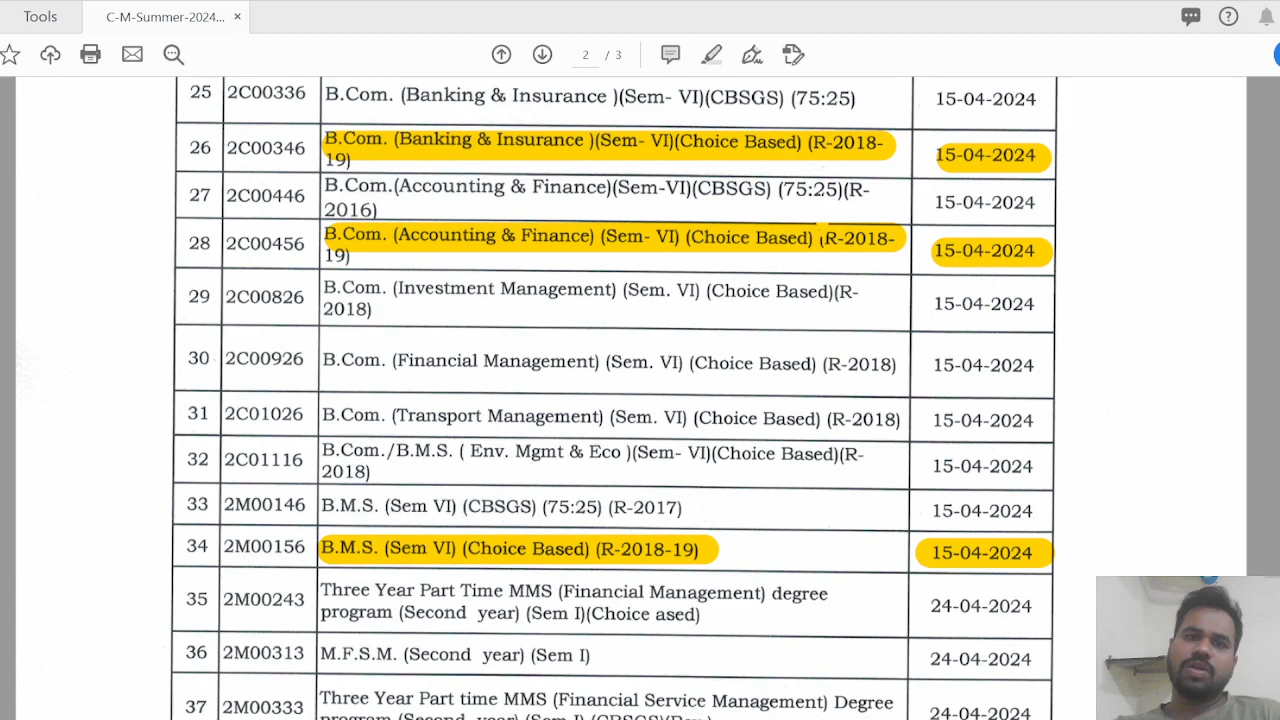 Tools C-M-Summer-2024... ×
2 / 3
25 2C00336 B.Com. (Banking & Insurance )(Sem- VI)(CBSGS) (75:25) 15-04-2024
26 2C00346 B.Com. (Banking & Insurance )(Sem- VI)(Choice Based) (R-2018-
19) 15-04-2024
27 2C00446 B.Com.(Accounting & Finance)(Sem-VI)(CBSGS) (75:25)(R-
2016) 15-04-2024
28 2C00456 B.Com. (Accounting & Finance) (Sem- VI) (Choice Based) (R-2018-
19) 15-04-2024
29 2C00826 B.Com. (Investment Management) (Sem. VI) (Choice Based)(R-
2018) 15-04-2024
30 2C00926 B.Com. (Financial Management) (Sem. VI) (Choice Based) (R-2018) 15-04-2024
31 2C01026 B.Com. (Transport Management) (Sem. VI) (Choice Based) (R-2018) 15-04-2024
32 2C01116 B.Com./B.M.S. ( Env. Mgmt & Eco )(Sem- VI)(Choice Based)(R-
2018) 15-04-2024
33 2M00146 B.M.S. (Sem VI) (CBSGS) (75:25) (R-2017) 15-04-2024
34 2M00156 B.M.S. (Sem VI) (Choice Based) (R-2018-19) 15-04-2024
35 2M00243 Three Year Part Time MMS (Financial Management) degree
program (Second year) (Sem I)(Choice ased) 24-04-2024
36 2M00313 M.F.S.M. (Second year) (Sem I) 24-04-2024
37 2M00333 Three Year Part time MMS (Financial Service Management) Degree
program (Second year) (Sem I) (CBSGS) 24-04-2024